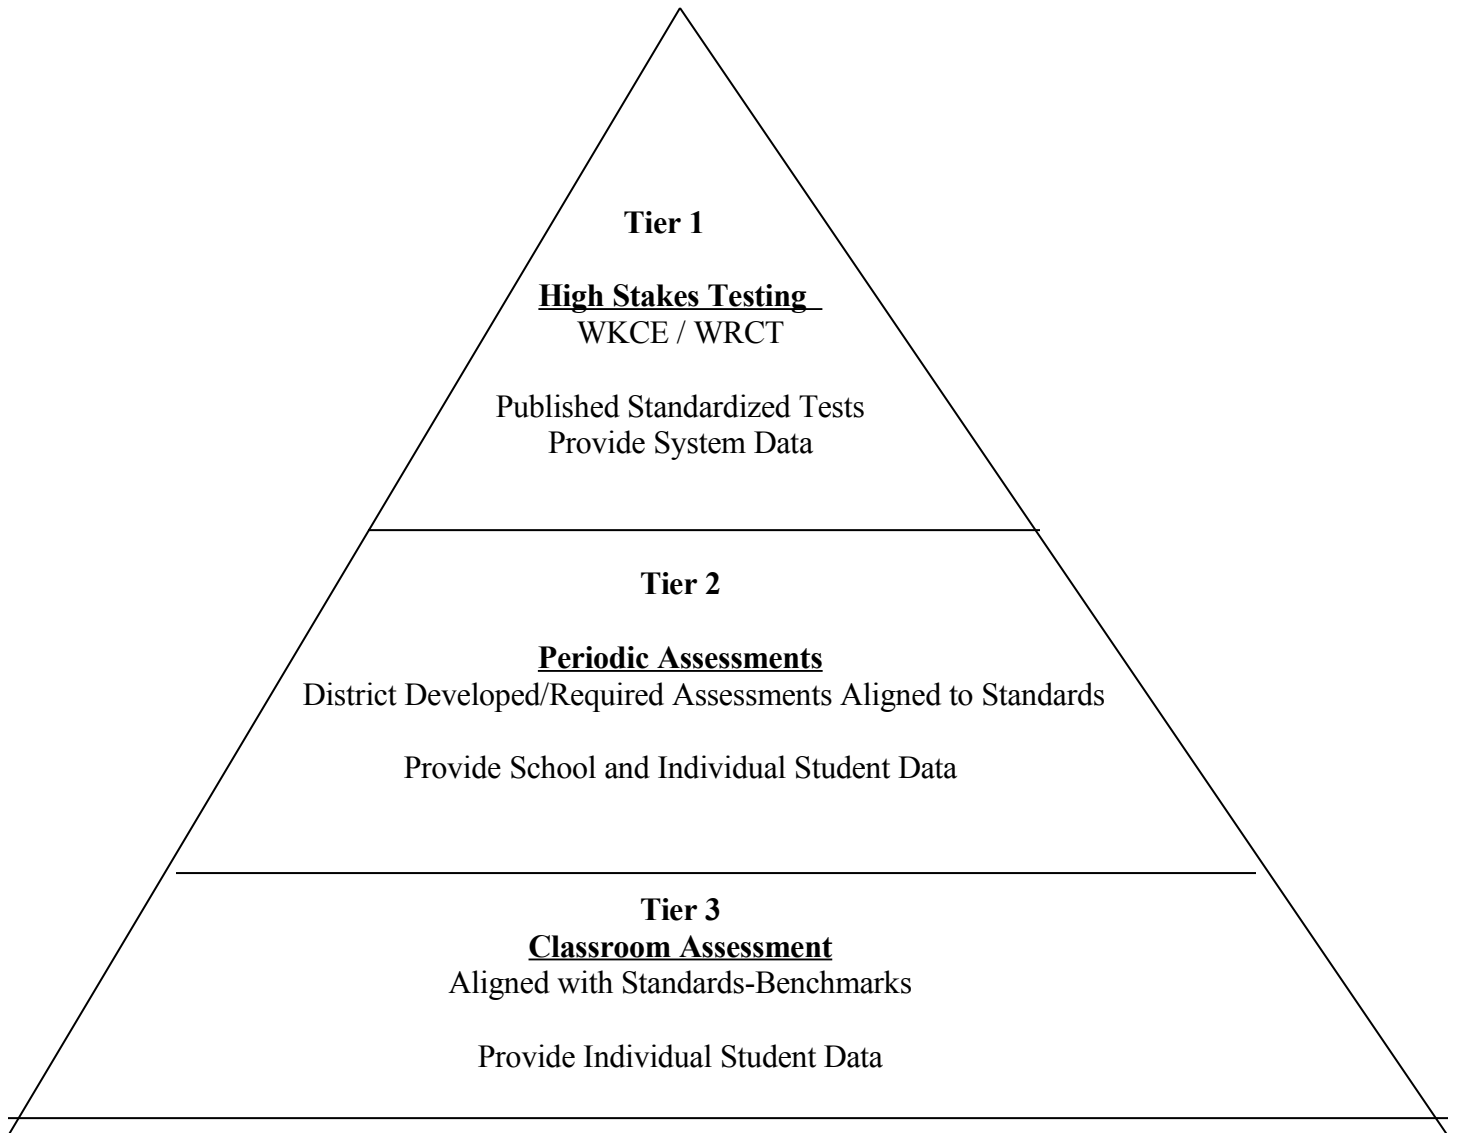 Tier 1
High Stakes Testing
WKCE / WRCT
Published Standardized Tests
Provide System Data
Tier 2
Periodic Assessments
District Developed/Required Assessments Aligned to Standards
Provide School and Individual Student Data
Tier 3
Classroom Assessment
Aligned with Standards-Benchmarks
Provide Individual Student Data